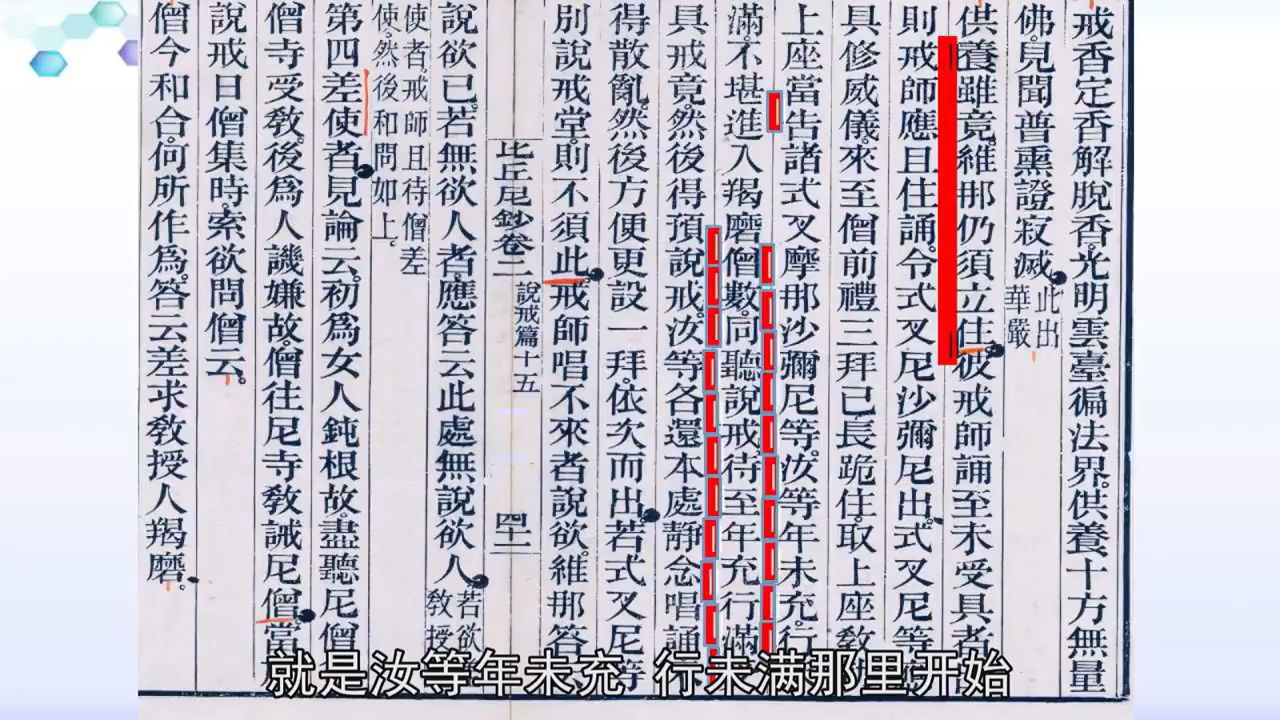 戒香定香解脫香。光明雲臺徧法界。供養十方無量
佛。見聞普熏證寂滅。此出
華嚴
供養雖竟。維那仍須立住。彼戒師誦至未受具者
則戒師應且住誦。令式叉尼沙彌尼出。式叉尼等
具修威儀。來至僧前禮三拜已。長跪住。取上座教
上座當告諸式叉摩那沙彌尼等。汝等年未充。行
滿。不堪進入羯磨僧數。同聽說戒。待至年充行滿
具戒竟。然後得預說戒。汝等各還本處靜念唱誦
得散亂。然後方便更設一拜。依次而出。若式叉尼等
別說戒堂。則不須此。戒師唱不來者說欲。維那答
比丘尼鈔卷二 說戒篇十五 四十二
說欲已。若無欲人者。應答云此處無說欲人。若欲
教授
使者。戒師且待僧差
使。然後和問如上。
第四差使者。見論云。初爲女人鈍根故。盡聽尼僧
僧寺受教。後爲人譏嫌故。僧往尼寺教誡尼僧。當
說戒日僧集時。索欲問僧云。
僧今和合。何所作爲。答云差求教授人羯磨。
就是汝等年未充 行未满那里开始